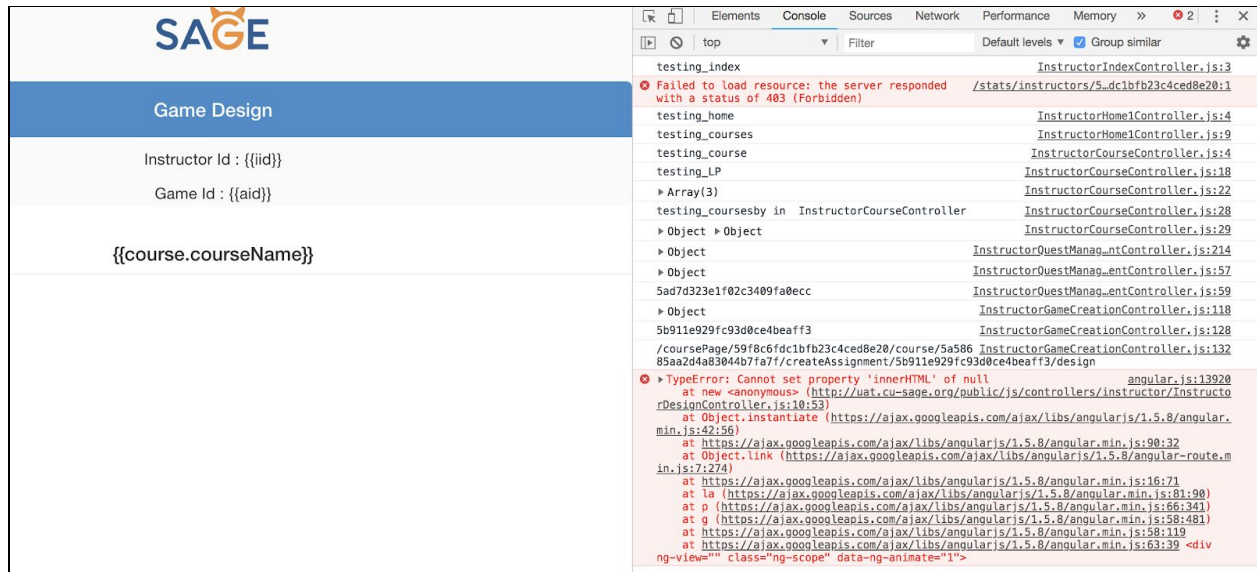 SAGE
Game Design
Instructor Id : {{iid}}
Game Id : {{aid}}
{{course.courseName}}
Elements Console Sources Network Performance Memory » 2
top Filter Default levels Group similar
testing_index InstructorIndexController.js:3
Failed to load resource: the server responded /stats/instructors/5…dc1bfb23c4ced8e20:1
with a status of 403 (Forbidden)
testing_home InstructorHome1Controller.js:4
testing_courses InstructorHome1Controller.js:9
testing_course InstructorCourseController.js:4
testing_LP InstructorCourseController.js:18
Array(3) InstructorCourseController.js:22
testing_coursesby in InstructorCourseController InstructorCourseController.js:28
Object Object InstructorCourseController.js:29
Object InstructorQuestManag…ntController.js:214
Object InstructorQuestManag…entController.js:57
5ad7d323e1f02c3409fa0ecc InstructorQuestManag…entController.js:59
Object InstructorGameCreationController.js:118
5b911e929fc93d0ce4beaff3 InstructorGameCreationController.js:128
/coursePage/59f8c6fdc1bfb23c4ced8e20/course/5a586 InstructorGameCreationController.js:132
85aa2d4a83044b7fa7f/createAssignment/5b911e929fc93d0ce4beaff3/design
TypeError: Cannot set property 'innerHTML' of null angular.js:13920
at new <anonymous> (http://uat.cu-sage.org/public/js/controllers/instructor/Instructo
rDesignController.js:10:53)
at Object.instantiate (https://ajax.googleapis.com/ajax/libs/angularjs/1.5.8/angular.
min.js:42:56)
at https://ajax.googleapis.com/ajax/libs/angularjs/1.5.8/angular.min.js:90:32
at Object.link (https://ajax.googleapis.com/ajax/libs/angularjs/1.5.8/angular-route.m
in.js:7:274)
at https://ajax.googleapis.com/ajax/libs/angularjs/1.5.8/angular.min.js:16:71
at la (https://ajax.googleapis.com/ajax/libs/angularjs/1.5.8/angular.min.js:81:90)
at p (https://ajax.googleapis.com/ajax/libs/angularjs/1.5.8/angular.min.js:66:341)
at g (https://ajax.googleapis.com/ajax/libs/angularjs/1.5.8/angular.min.js:58:481)
at https://ajax.googleapis.com/ajax/libs/angularjs/1.5.8/angular.min.js:58:119
at https://ajax.googleapis.com/ajax/libs/angularjs/1.5.8/angular.min.js:63:39 <div
ng-view="" class="ng-scope" data-ng-animate="1">